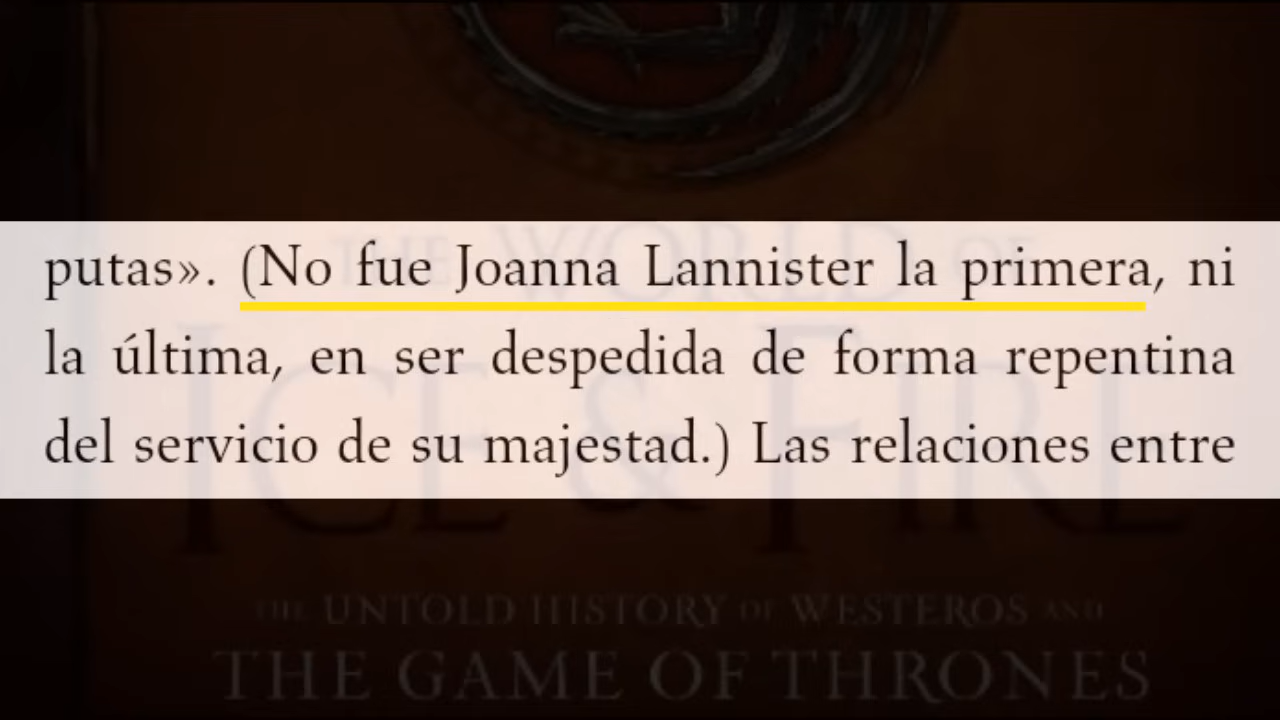 putas». (No fue Joanna Lannister la primera, ni
la última, en ser despedida de forma repentina
del servicio de su majestad.) Las relaciones entre
THE WORLD OF
ICE & FIRE
THE UNTOLD HISTORY OF WESTEROS AND
THE GAME OF THRONES